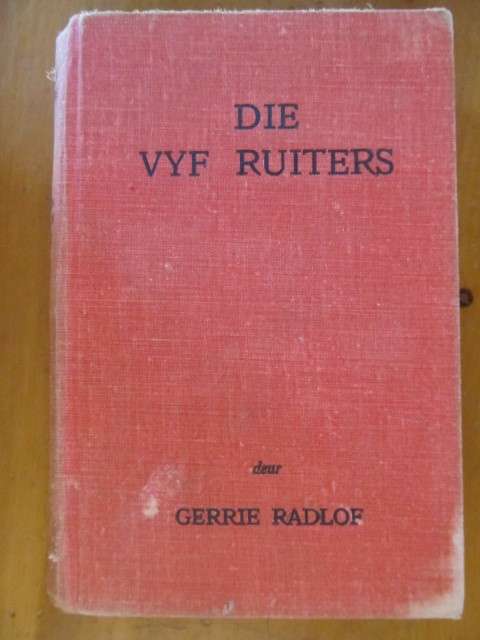 DIE
VYF RUITERS
deur
GERRIE RADLOF